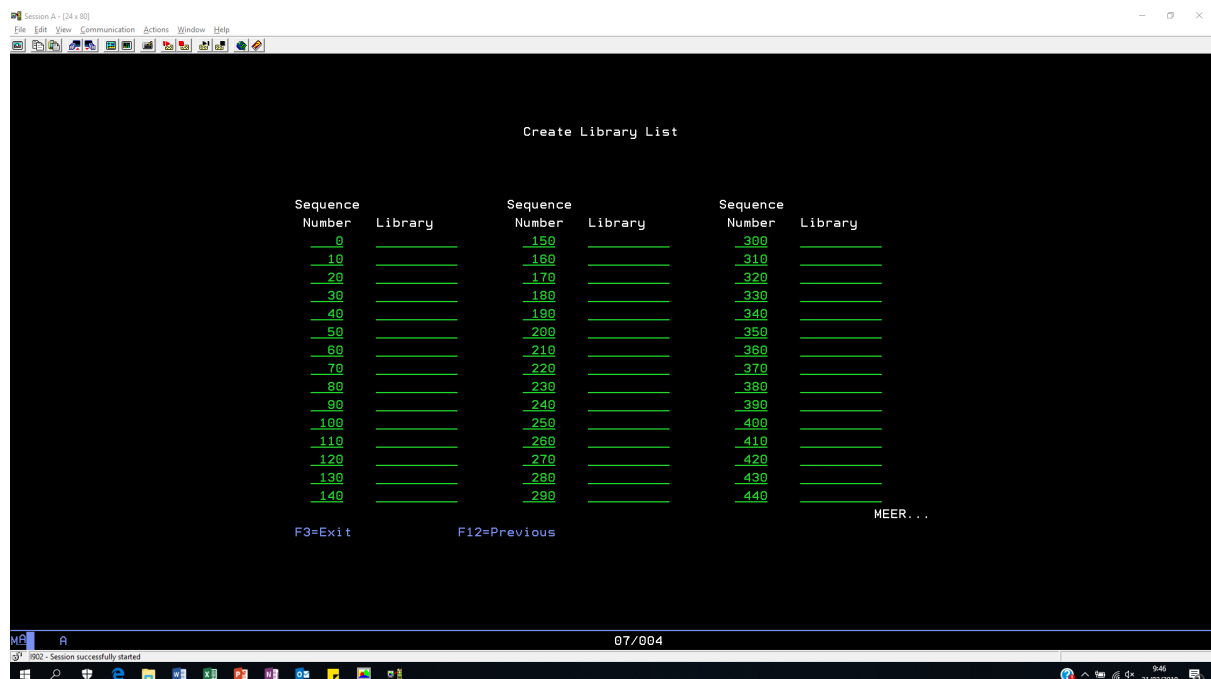 Session A - [24 x 80]
File Edit View Communication Actions Window Help
Create Library List
Sequence Sequence Sequence
Number Library Number Library Number Library
0 150 300
10 160 310
20 170 320
30 180 330
40 190 340
50 200 350
60 210 360
70 220 370
80 230 380
90 240 390
100 250 400
110 260 410
120 270 420
130 280 430
140 290 440
MEER...
F3=Exit F12=Previous
MA A 07/004
I902 - Session successfully started
9:46